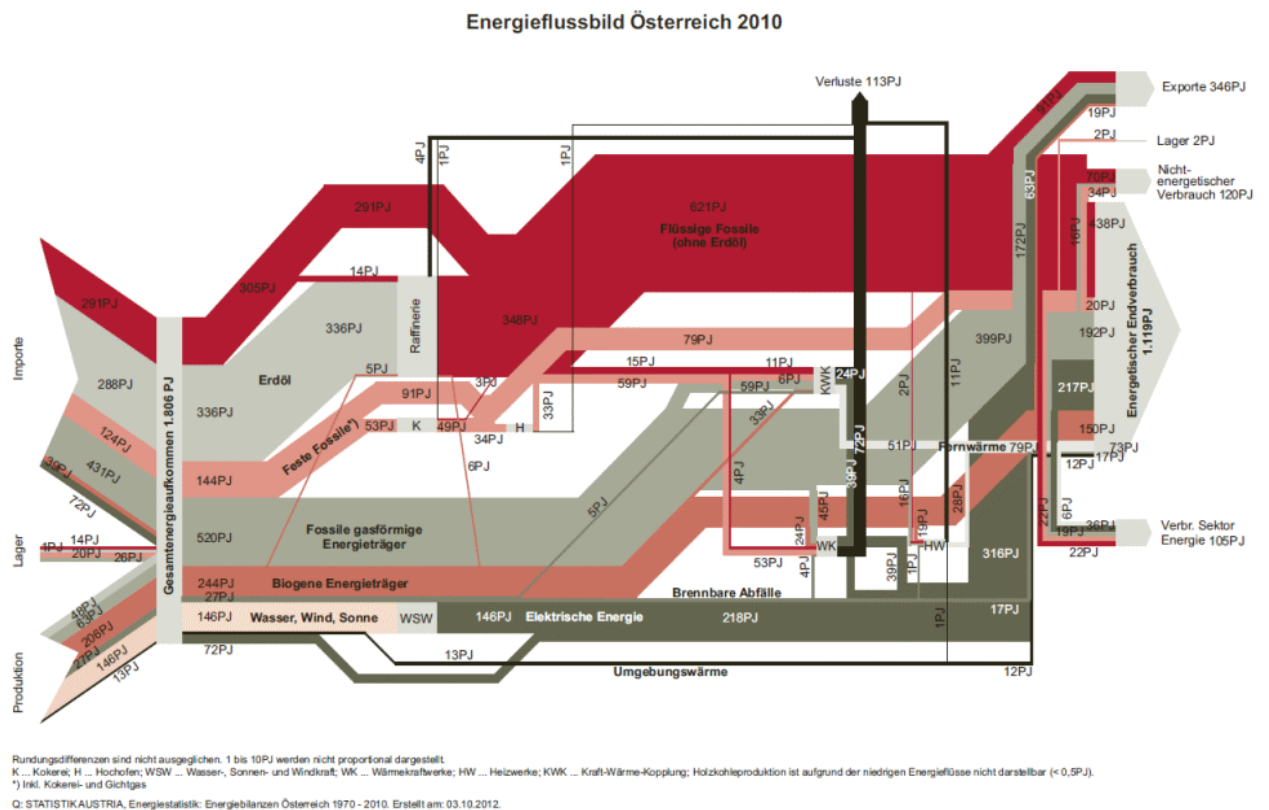 Energieflussbild Österreich 2010
Verluste 113PJ
Exporte 346PJ
91PJ
19PJ
2PJ
Lager 2PJ
4PJ
1PJ
1PJ
63PJ
70PJ
34PJ
Nicht-
energetischer
Verbrauch 120PJ
291PJ
621PJ
Flüssige Fossile
(ohne Erdöl)
172PJ
16PJ
438PJ
14PJ
305PJ
291PJ
336PJ
Raffinerie
348PJ
20PJ
Importe
288PJ
Erdöl
5PJ
79PJ
399PJ
192PJ
Energetischer Endverbrauch
1.119PJ
15PJ
11PJ
3PJ
59PJ
59PJ
6PJ
KWK
24PJ
2PJ
11PJ
91PJ
33PJ
33PJ
217PJ
336PJ
124PJ
53PJ
K
49PJ
34PJ
H
72PJ
150PJ
Feste Fossile*)
51PJ
Fernwärme
79PJ
73PJ
17PJ
12PJ
431PJ
39PJ
144PJ
6PJ
4PJ
39PJ
72PJ
Gesamtenergieaufkommen 1.806 PJ
5PJ
45PJ
16PJ
28PJ
22PJ
6PJ
520PJ
Fossile gasförmige
Energieträger
24PJ
19PJ
36PJ
19PJ
Verbr. Sektor
Energie 105PJ
Lager
14PJ
1PJ
20PJ
26PJ
WK
HW
22PJ
53PJ
4PJ
39PJ
1PJ
316PJ
244PJ
27PJ
Biogene Energieträger
Brennbare Abfälle
48PJ
63PJ
206PJ
27PJ
146PJ
13PJ
146PJ
Wasser, Wind, Sonne
WSW
146PJ
Elektrische Energie
218PJ
1PJ
17PJ
72PJ
13PJ
Umgebungswärme
12PJ
Produktion
Rundungsdifferenzen sind nicht ausgeglichen. 1 bis 10PJ werden nicht proportional dargestellt.
K ... Kokerei; H ... Hochofen; WSW ... Wasser-, Sonnen- und Windkraft; WK ... Wärmekraftwerke; HW ... Heizwerke; KWK ... Kraft-Wärme-Kopplung; Holzkohleproduktion ist aufgrund der niedrigen Energieflüsse nicht darstellbar (< 0,5PJ).
*) Inkl. Kokerei- und Gichtgas
Q: STATISTIK AUSTRIA, Energiestatistik: Energiebilanzen Österreich 1970 - 2010. Erstellt am: 03.10.2012.